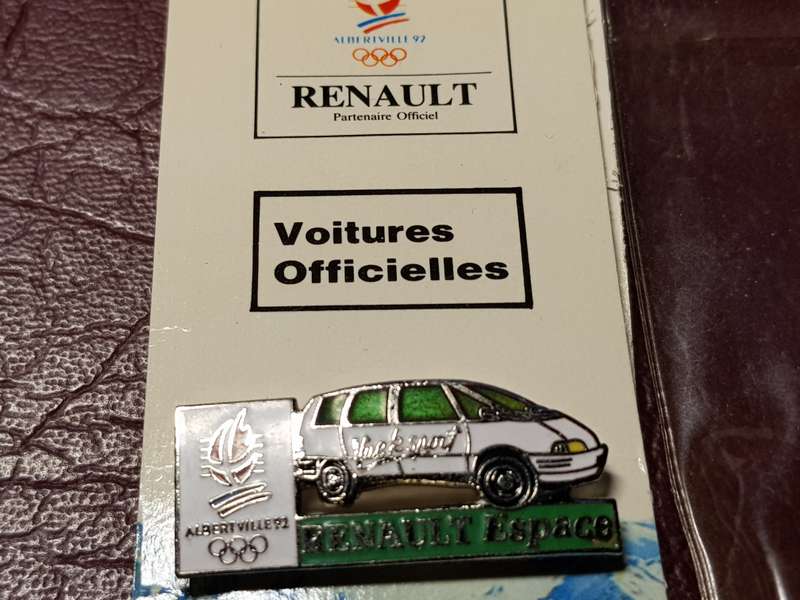 ALBERTVILLE 92
RENAULT
Partenaire Officiel
Voitures
Officielles
ALBERTVILLE 92
RENAULT Espace